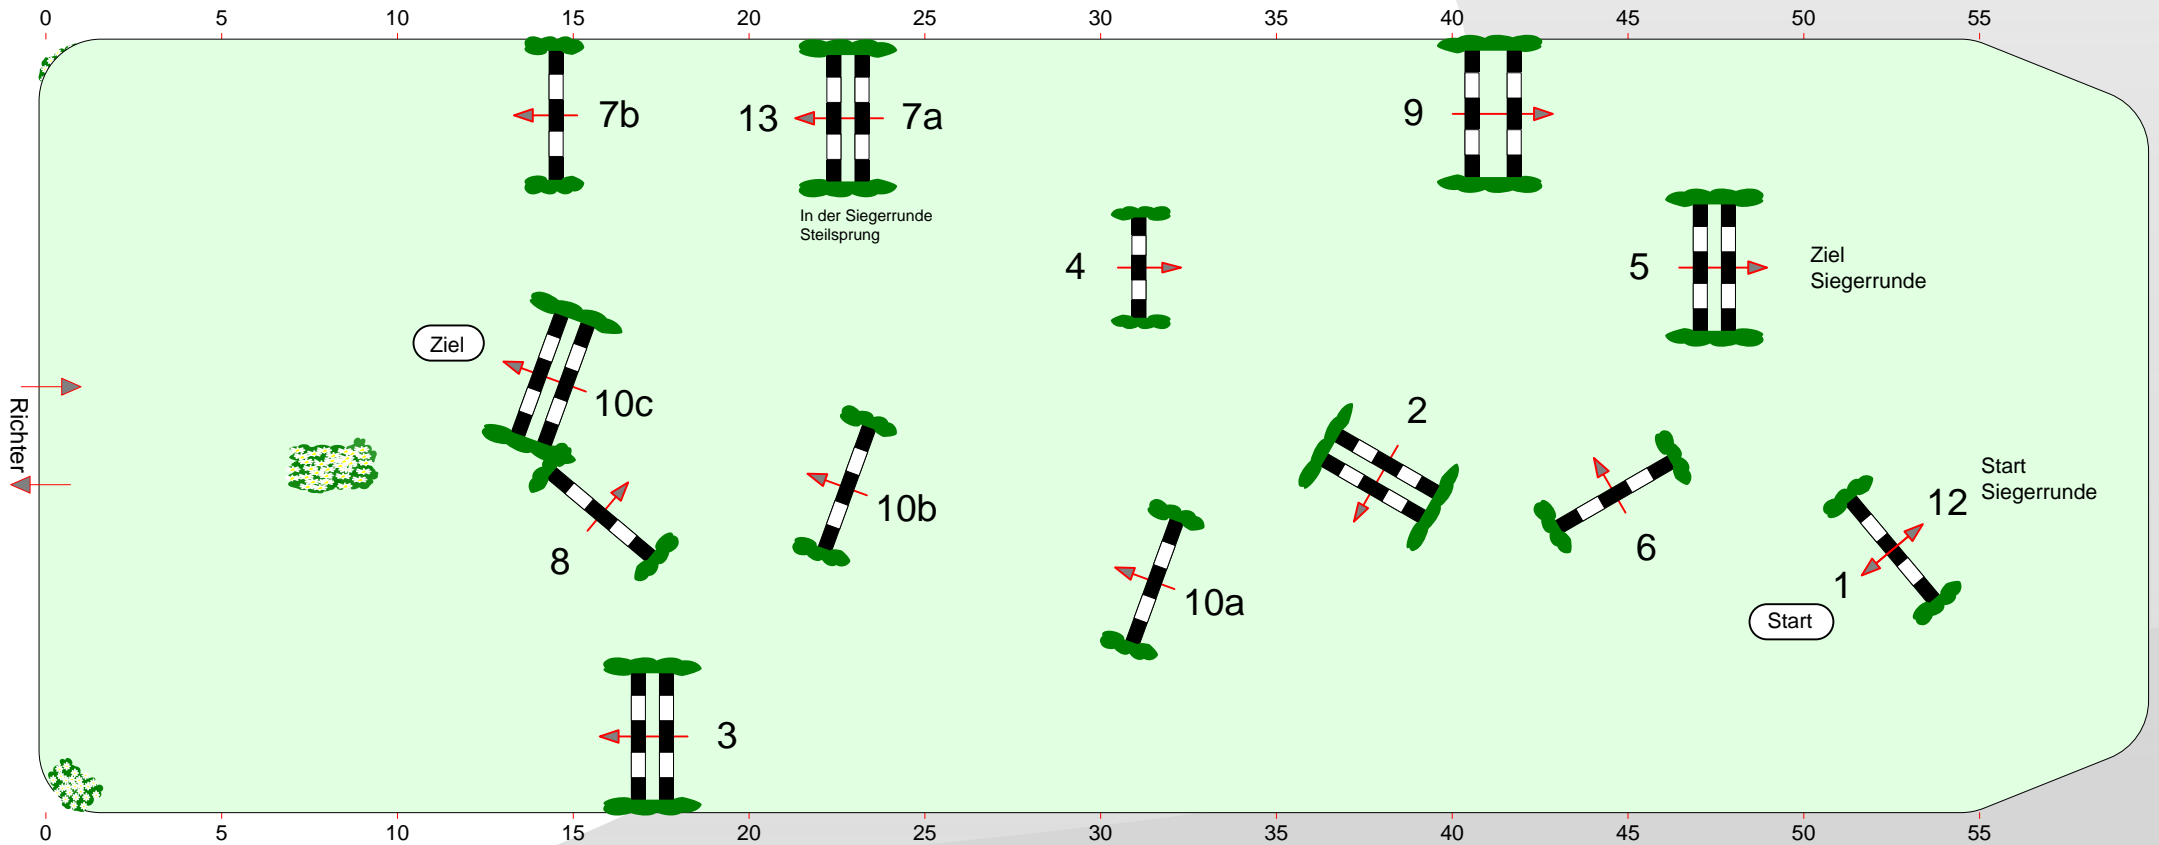 0 5 10 15 20 25 30 35 40 45 50 55
7b
13
7a
9
In der Siegerrunde
Steilsprung
4
5
Ziel
Siegerrunde
Ziel
10c
2
Richter
10b
8
6
Start
Siegerrunde
12
1
10a
Start
3
0 5 10 15 20 25 30 35 40 45 50 55